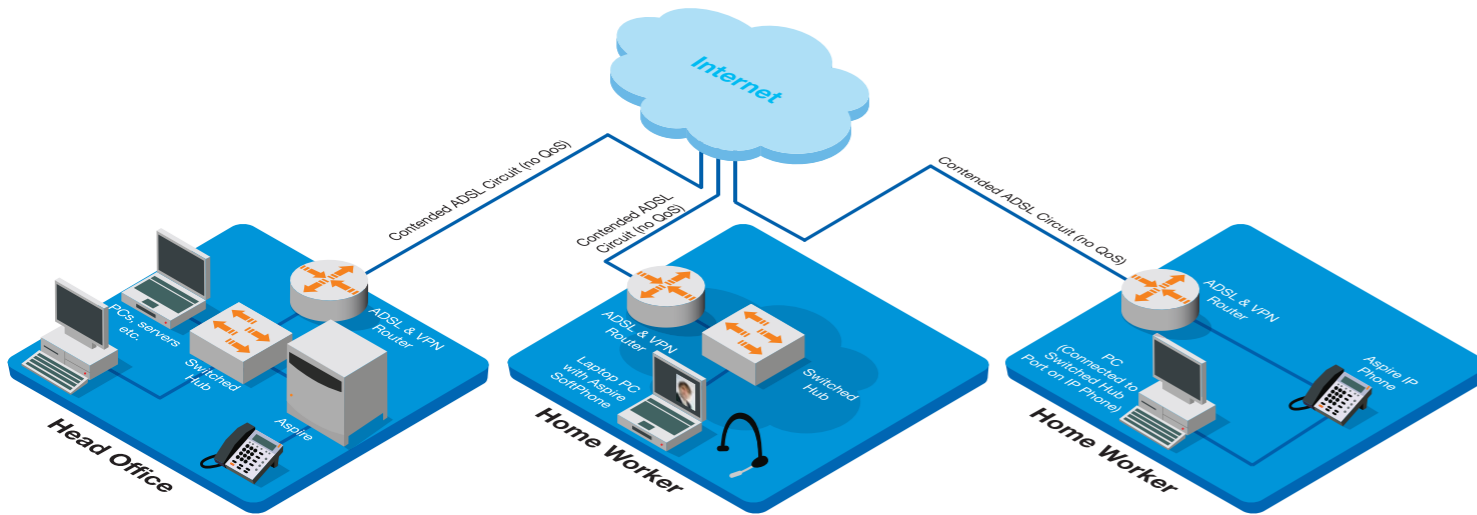 Internet
Contended ADSL Circuit (no QoS)
Contended ADSL
Circuit (no QoS)
Contended ADSL Circuit (no QoS)
PCs, servers
etc.
Switched
Hub
ADSL & VPN
Router
Aspire
Head Office
ADSL & VPN
Router
Switched
Hub
Laptop PC
with Aspire
SoftPhone
Home Worker
ADSL & VPN
Router
PC
(Connected to
Switched Hub
Port on IP Phone)
Aspire IP
Phone
Home Worker